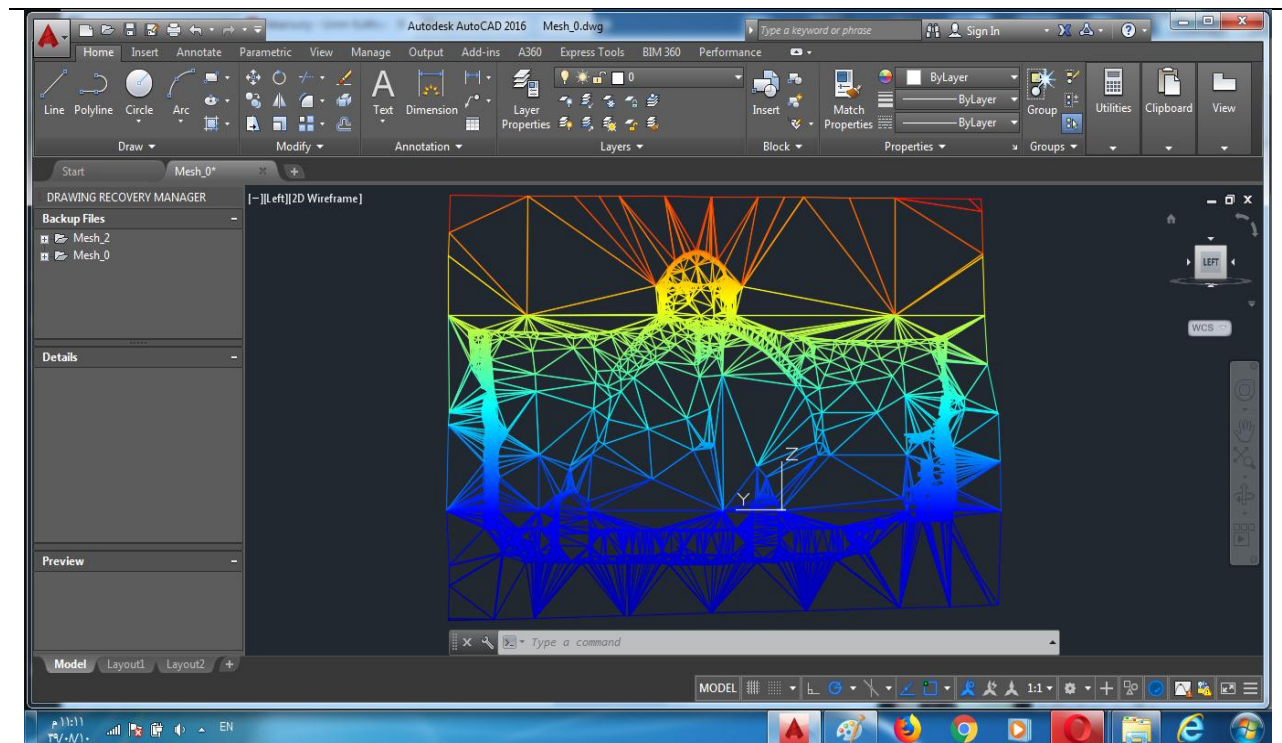 Autodesk AutoCAD 2016 Mesh_0.dwg
Type a keyword or phrase
Sign In
Home Insert Annotate Parametric View Manage Output Add-ins A360 Express Tools BIM 360 Performance
0
ByLayer
ByLayer
ByLayer
Line Polyline Circle Arc
Text Dimension
Layer
Properties
Insert
Match
Properties
Group
Utilities
Clipboard
View
Draw Modify Annotation Layers Block Properties Groups
Start Mesh_0* +
DRAWING RECOVERY MANAGER
Backup Files
Mesh_2
Mesh_0
Details
Preview
[−][Left][2D Wireframe]
LEFT
WCS
Z
Y
Type a command
Model Layout1 Layout2 +
MODEL
1:1
١١:١١ م
EN